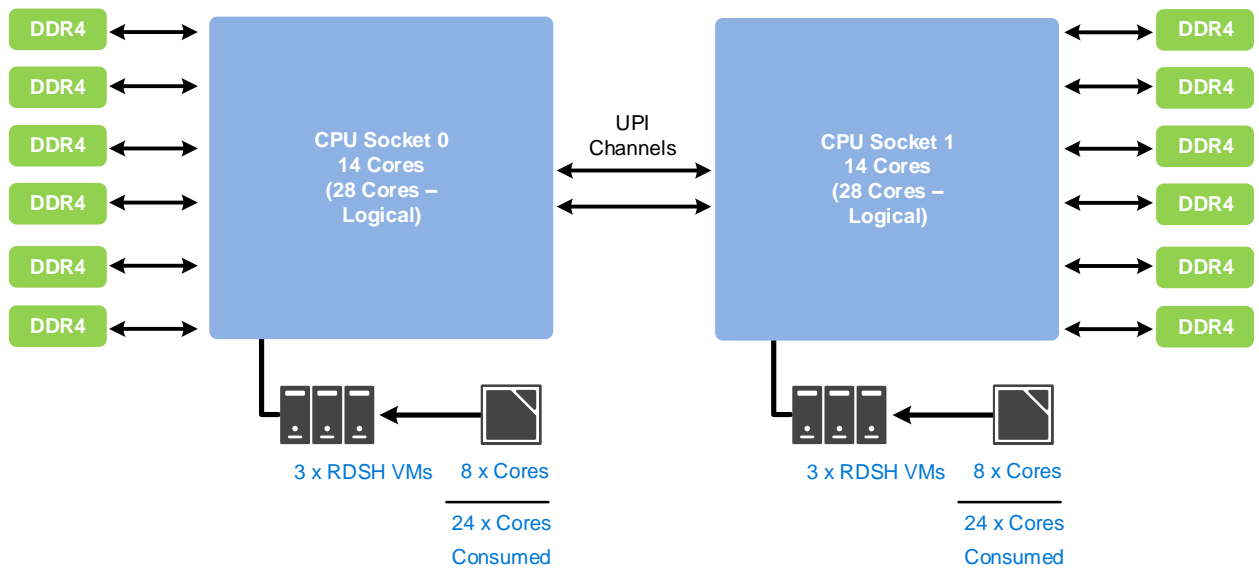 DDR4
DDR4
DDR4
DDR4
DDR4
DDR4
CPU Socket 0
14 Cores
(28 Cores –
Logical)
UPI
Channels
CPU Socket 1
14 Cores
(28 Cores –
Logical)
DDR4
DDR4
DDR4
DDR4
DDR4
DDR4
3 x RDSH VMs
8 x Cores
24 x Cores
Consumed
3 x RDSH VMs
8 x Cores
24 x Cores
Consumed